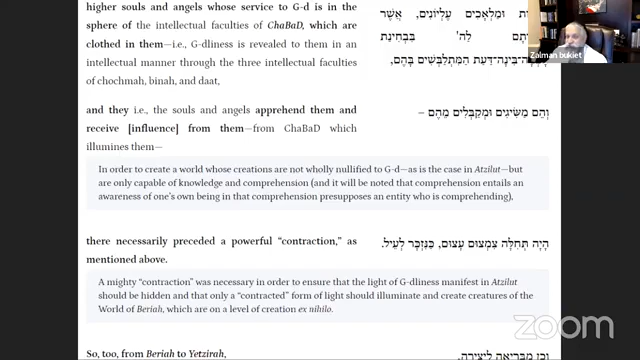 higher souls and angels whose service to G-d is in the
sphere of the intellectual faculties of ChaBaD, which are
clothed in them—i.e., G-dliness is revealed to them in an
intellectual manner through the three intellectual faculties
of chochmah, binah, and daat,
וּמַלְאָכִים עֶלְיוֹנִים, אֲשֶׁר
לַה' בִּבְחִינַת
בִּינָה־דַּעַת הַמִּתְלַבְּשִׁים בָּהֶם,
Zalman bukiet
and they i.e., the souls and angels apprehend them and
receive [influence] from them—from ChaBaD which
illumines them—
וְהֵם מַשִּׂיגִים וּמְקַבְּלִים מֵהֶם –
In order to create a world whose creations are not wholly nullified to G-d—as is the case in Atzilut—but
are only capable of knowledge and comprehension (and it will be noted that comprehension entails an
awareness of one's own being in that comprehension presupposes an entity who is comprehending),
there necessarily preceded a powerful "contraction," as
mentioned above.
הָיָה תְּחִלָּה צִמְצוּם עָצוּם, כַּנִּזְכָּר לְעֵיל.
A mighty "contraction" was necessary in order to ensure that the light of G-dliness manifest in Atzilut
should be hidden and that only a "contracted" form of light should illuminate and create creatures of the
World of Beriah, which are on a level of creation ex nihilo.
So, too, from Beriah to Yetzirah,
וְכֵן מִבְּרִיאָה לִיצִירָה.
zoom